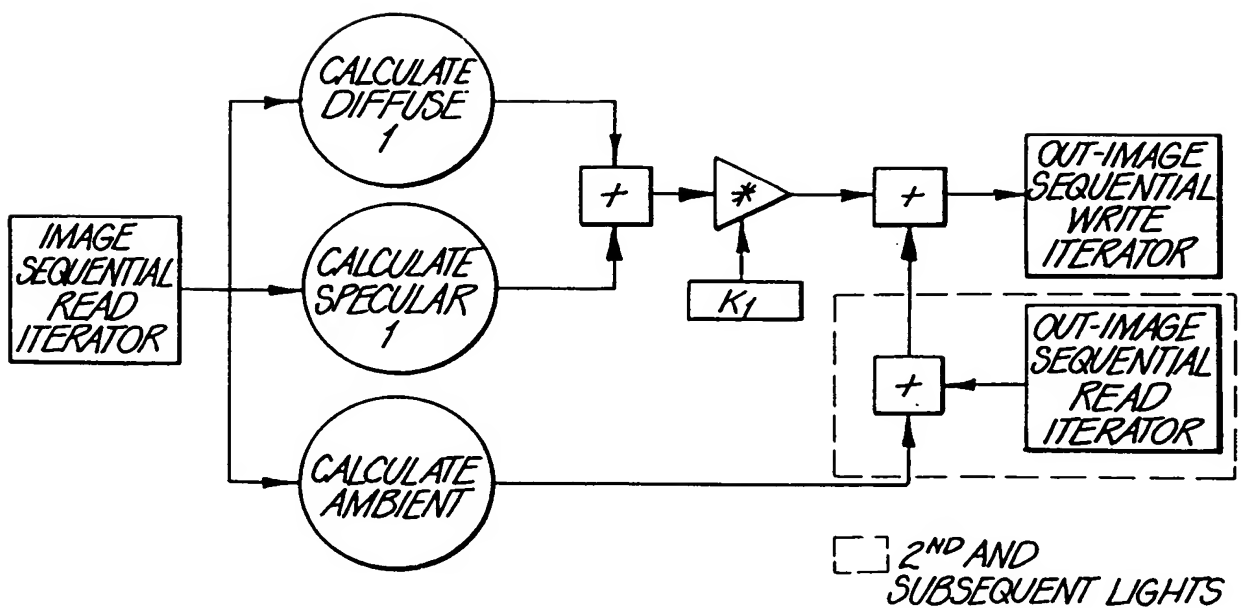 IMAGE
SEQUENTIAL
READ
ITERATOR
CALCULATE
DIFFUSE
1
CALCULATE
SPECULAR
1
CALCULATE
AMBIENT
+
*
K1
+
OUT-IMAGE
SEQUENTIAL
WRITE
ITERATOR
+
OUT-IMAGE
SEQUENTIAL
READ
ITERATOR
2ND AND
SUBSEQUENT LIGHTS